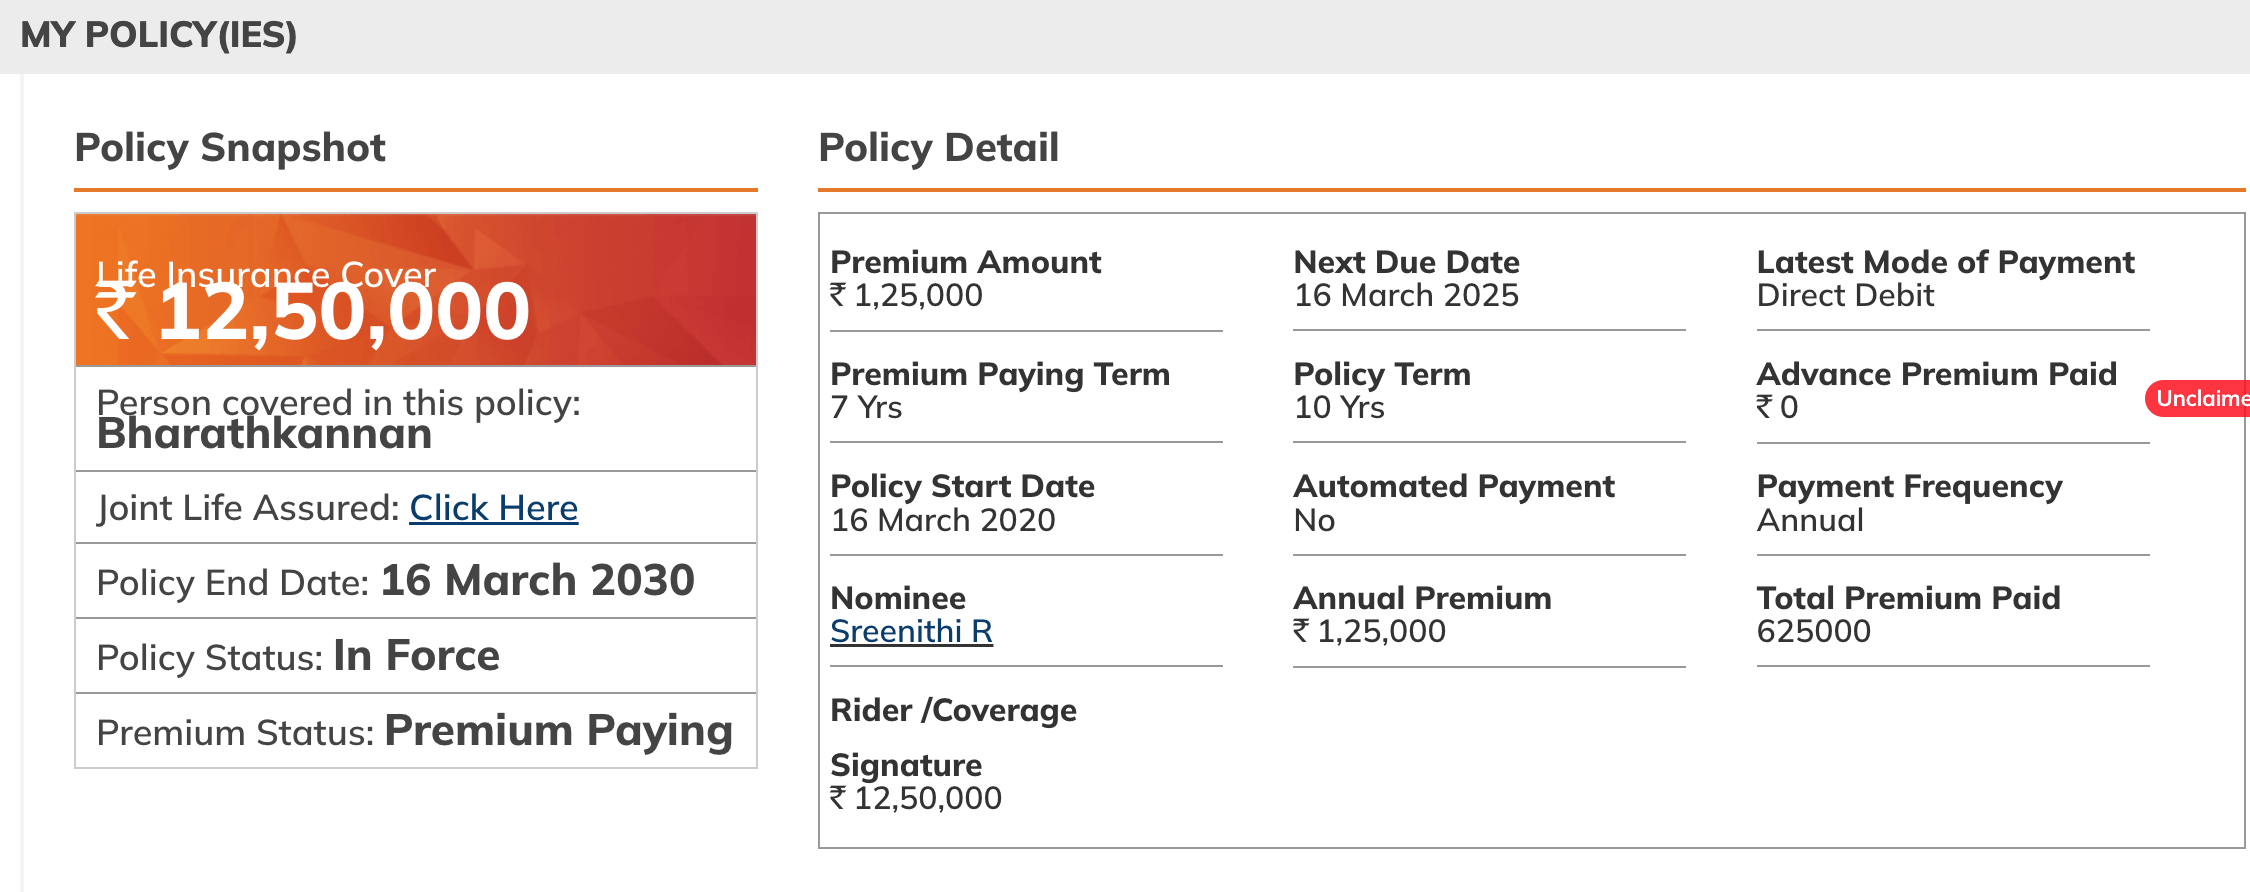 MY POLICY(IES)
Policy Snapshot
Life Insurance Cover
₹ 12,50,000
Person covered in this policy:
Bharathkannan
Joint Life Assured: Click Here
Policy End Date: 16 March 2030
Policy Status: In Force
Premium Status: Premium Paying
Policy Detail
Premium Amount
₹ 1,25,000
Next Due Date
16 March 2025
Latest Mode of Payment
Direct Debit
Premium Paying Term
7 Yrs
Policy Term
10 Yrs
Advance Premium Paid
₹ 0
Unclaime
Policy Start Date
16 March 2020
Automated Payment
No
Payment Frequency
Annual
Nominee
Sreenithi R
Annual Premium
₹ 1,25,000
Total Premium Paid
625000
Rider /Coverage
Signature
₹ 12,50,000